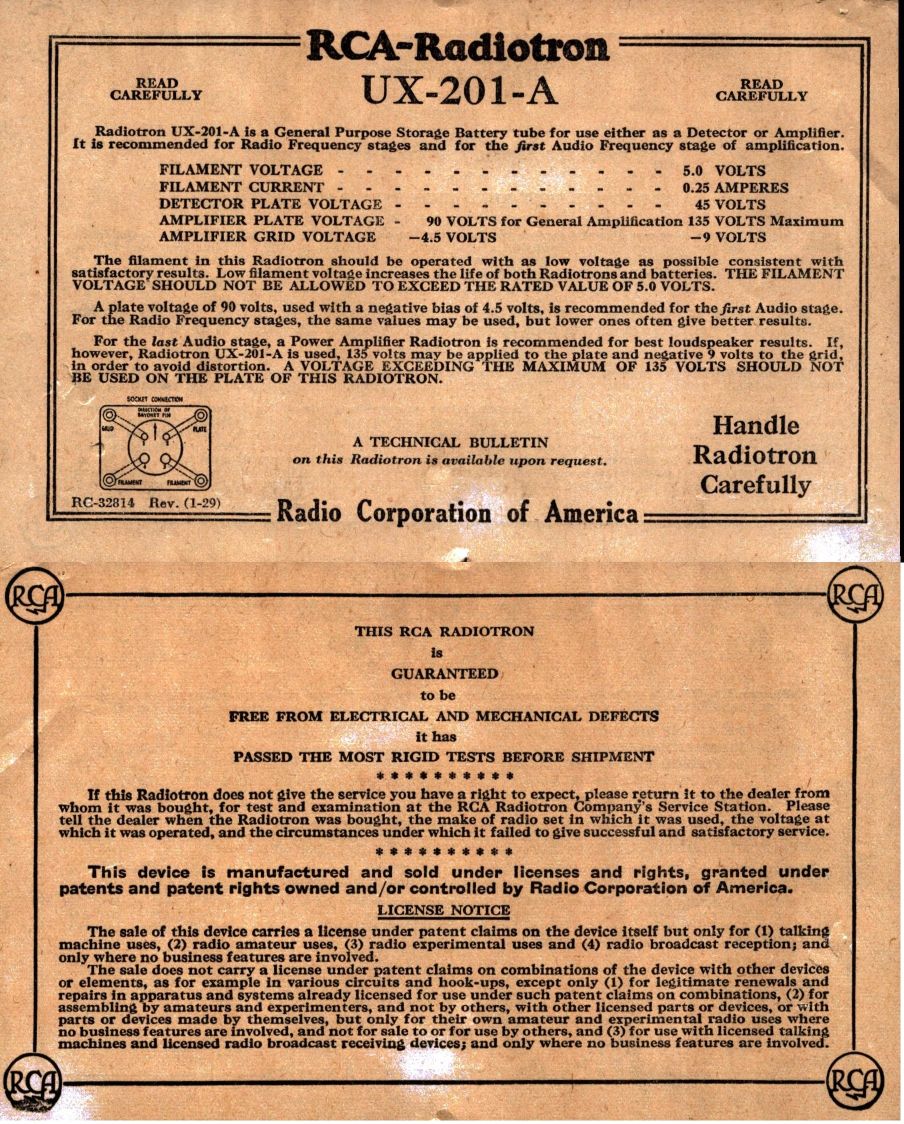 RCA-Radiotron
READ CAREFULLY
UX-201-A
READ CAREFULLY
Radiotron UX-201-A is a General Purpose Storage Battery tube for use either as a Detector or Amplifier.
It is recommended for Radio Frequency stages and for the first Audio Frequency stage of amplification.
FILAMENT VOLTAGE - - - - - - - - - - - - 5.0 VOLTS
FILAMENT CURRENT - - - - - - - - - - - - 0.25 AMPERES
DETECTOR PLATE VOLTAGE - - - - - - - - - - 45 VOLTS
AMPLIFIER PLATE VOLTAGE - 90 VOLTS for General Amplification 135 VOLTS Maximum
AMPLIFIER GRID VOLTAGE —4.5 VOLTS —9 VOLTS
The filament in this Radiotron should be operated with as low voltage as possible consistent with
satisfactory results. Low filament voltage increases the life of both Radiotrons and batteries. THE FILAMENT
VOLTAGE SHOULD NOT BE ALLOWED TO EXCEED THE RATED VALUE OF 5.0 VOLTS.
A plate voltage of 90 volts, used with a negative bias of 4.5 volts, is recommended for the first Audio stage.
For the Radio Frequency stages, the same values may be used, but lower ones often give better results.
For the last Audio stage, a Power Amplifier Radiotron is recommended for best loudspeaker results. If,
however, Radiotron UX-201-A is used, 135 volts may be applied to the plate and negative 9 volts to the grid,
in order to avoid distortion. A VOLTAGE EXCEEDING THE MAXIMUM OF 135 VOLTS SHOULD NOT
BE USED ON THE PLATE OF THIS RADIOTRON.
SOCKET CONNECTION
DIRECTION OF
BAYONET PIN
GRID PLATE
FILAMENT FILAMENT
RC-32814 Rev. (1-29)
A TECHNICAL BULLETIN
on this Radiotron is available upon request.
Handle
Radiotron
Carefully
Radio Corporation of America
RCA
RCA
THIS RCA RADIOTRON
is
GUARANTEED
to be
FREE FROM ELECTRICAL AND MECHANICAL DEFECTS
it has
PASSED THE MOST RIGID TESTS BEFORE SHIPMENT
* * * * * * * * * *
If this Radiotron does not give the service you have a right to expect, please return it to the dealer from
whom it was bought, for test and examination at the RCA Radiotron Company's Service Station. Please
tell the dealer when the Radiotron was bought, the make of radio set in which it was used, the voltage at
which it was operated, and the circumstances under which it failed to give successful and satisfactory service.
* * * * * * * * * *
This device is manufactured and sold under licenses and rights, granted under
patents and patent rights owned and/or controlled by Radio Corporation of America.
LICENSE NOTICE
The sale of this device carries a license under patent claims on the device itself but only for (1) talking
machine uses, (2) radio amateur uses, (3) radio experimental uses and (4) radio broadcast reception; and
only where no business features are involved.
The sale does not carry a license under patent claims on combinations of the device with other devices
or elements, as for example in various circuits and hook-ups, except only (1) for legitimate renewals and
repairs in apparatus and systems already licensed for use under such patent claims on combinations, (2) for
assembling by amateurs and experimenters, and not by others, with other licensed parts or devices, or with
parts or devices made by themselves, but only for their own amateur and experimental radio uses where
no business features are involved, and not for sale to or for use by others, and (3) for use with licensed talking
machines and licensed radio broadcast receiving devices; and only where no business features are involved.
RCA
RCA